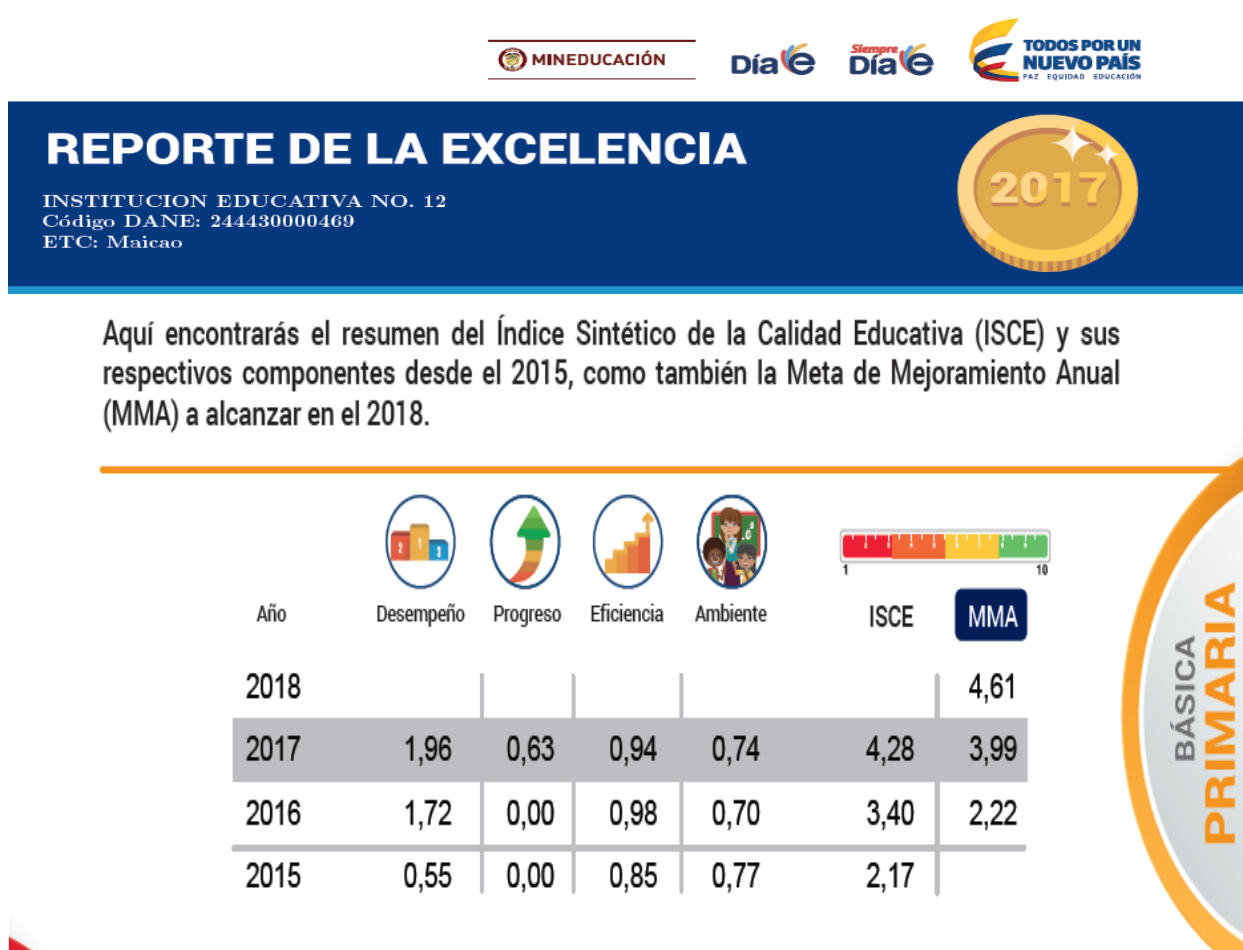 MINEDUCACIÓN
Díae
Siempre
Díae
TODOS POR UN
NUEVO PAÍS
PAZ EQUIDAD EDUCACIÓN
REPORTE DE LA EXCELENCIA
2017
INSTITUCION EDUCATIVA NO. 12
Código DANE: 244430000469
ETC: Maicao
Aquí encontrarás el resumen del Índice Sintético de la Calidad Educativa (ISCE) y sus
respectivos componentes desde el 2015, como también la Meta de Mejoramiento Anual
(MMA) a alcanzar en el 2018.
2 1 3
1 10
Año Desempeño Progreso Eficiencia Ambiente ISCE MMA
2018 4,61
2017 1,96 0,63 0,94 0,74 4,28 3,99
2016 1,72 0,00 0,98 0,70 3,40 2,22
2015 0,55 0,00 0,85 0,77 2,17
BÁSICA
PRIMARIA